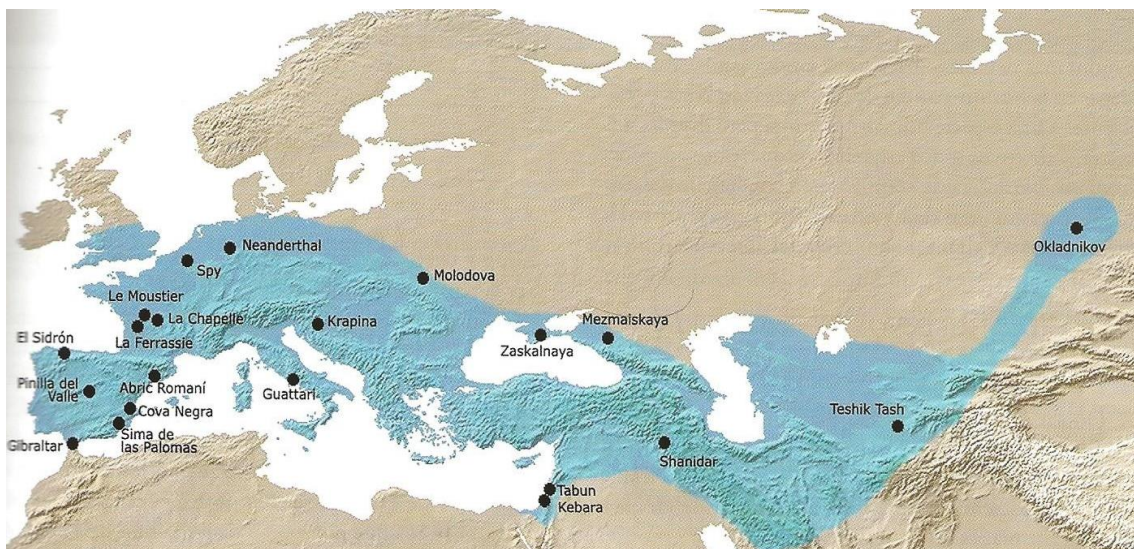 Okladnikov
Neanderthal
Spy
Molodova
Le Moustier
La Chapelle
La Ferrassie
Krapina
Mezmaiskaya
Zaskalnaya
El Sidrón
Abric Romaní
Guattari
Pinilla del
Valle
Cova Negra
Sima de
las Palomas
Gibraltar
Teshik Tash
Shanidar
Tabun
Kebara